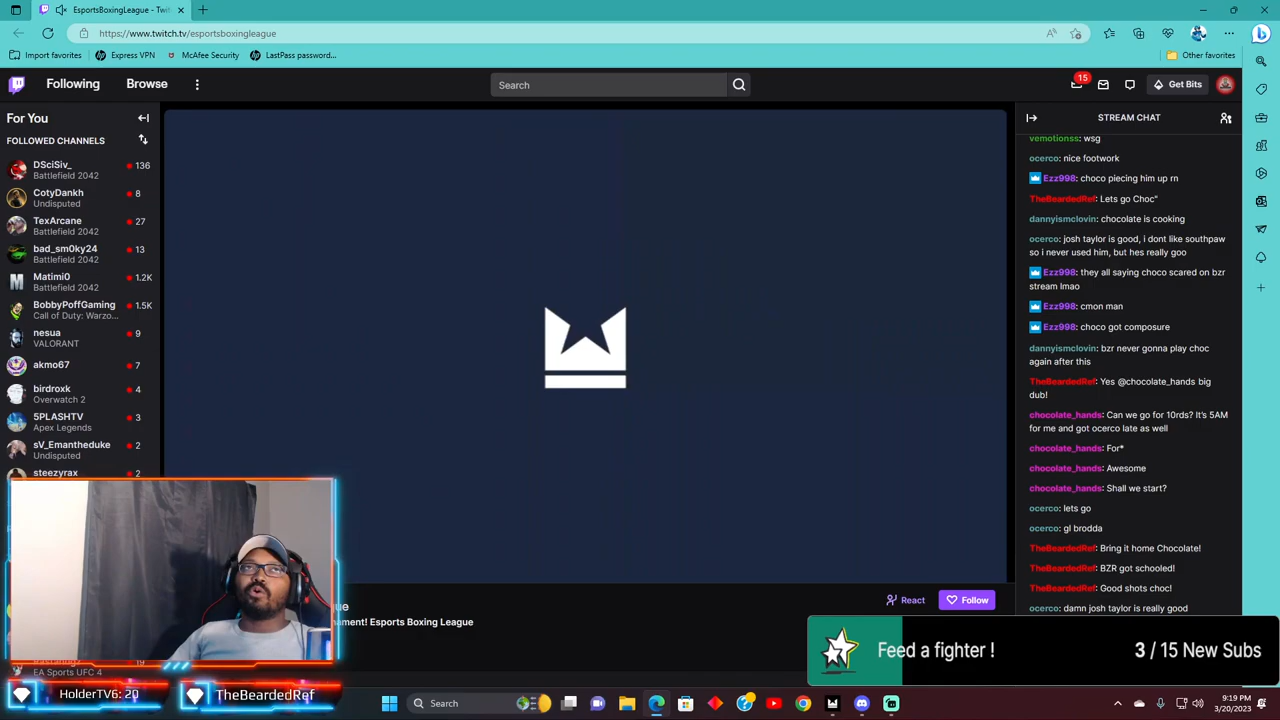 EsportsBoxingLeague - Twitch
https://www.twitch.tv/esportsboxingleague
Import favorites
Express VPN
McAfee Security
LastPass password...
Other favorites
Following
Browse
Search
15
Get Bits
For You
FOLLOWED CHANNELS
DSciSiv_
136
Battlefield 2042
CotyDankh
8
Undisputed
TexArcane
27
Battlefield 2042
bad_sm0ky24
13
Battlefield 2042
Matimi0
1.2K
Battlefield 2042
BobbyPoffGaming
1.5K
Call of Duty: Warzo...
nesua
9
VALORANT
akmo67
7
birdroxk
4
Overwatch 2
5PLASHTV
3
Apex Legends
sV_Emantheduke
2
Undisputed
steezyrax
2
19
EA Sports UFC 4
STREAM CHAT
vemotionss: wsg
ocerco: nice footwork
Ezz998: choco piecing him up rn
TheBeardedRef: Lets go Choc"
dannyismclovin: chocolate is cooking
ocerco: josh taylor is good, i dont like southpaw
so i never used him, but hes really goo
Ezz998: they all saying choco scared on bzr
stream lmao
Ezz998: cmon man
Ezz998: choco got composure
dannyismclovin: bzr never gonna play choc
again after this
TheBeardedRef: Yes @chocolate_hands big
dub!
chocolate_hands: Can we go for 10rds? It's 5AM
for me and got ocerco late as well
chocolate_hands: For*
chocolate_hands: Awesome
chocolate_hands: Shall we start?
ocerco: lets go
ocerco: gl brodda
TheBeardedRef: Bring it home Chocolate!
TheBeardedRef: BZR got schooled!
TheBeardedRef: Good shots choc!
ocerco: damn josh taylor is really good
gue
React
Follow
nament! Esports Boxing League
Feed a fighter !
3 / 15 New Subs
HolderTV6: 20
TheBeardedRef
Search
9:19 PM
3/20/2023